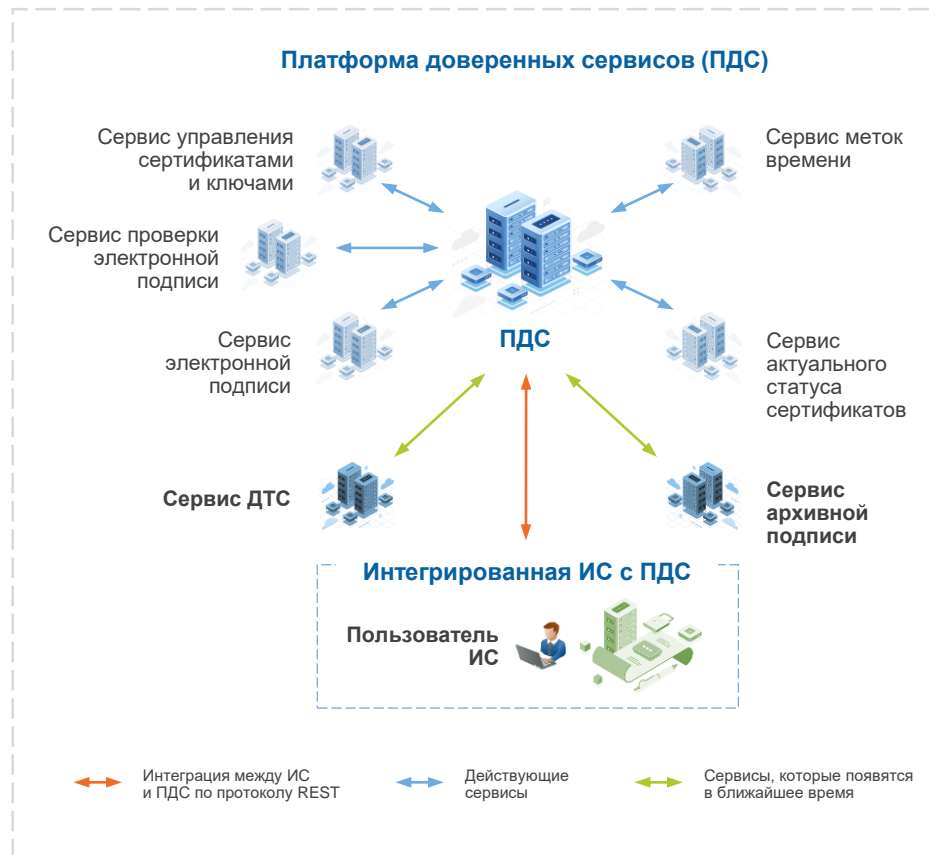 Платформа доверенных сервисов (ПДС)
Сервис управления
сертификатами
и ключами
Сервис меток
времени
Сервис проверки
электронной
подписи
Сервис
электронной
подписи
ПДС
Сервис
актуального
статуса
сертификатов
Сервис ДТС
Сервис
архивной
подписи
Интегрированная ИС с ПДС
Пользователь
ИС
Интеграция между ИС
и ПДС по протоколу REST
Действующие
сервисы
Сервисы, которые появятся
в ближайшее время